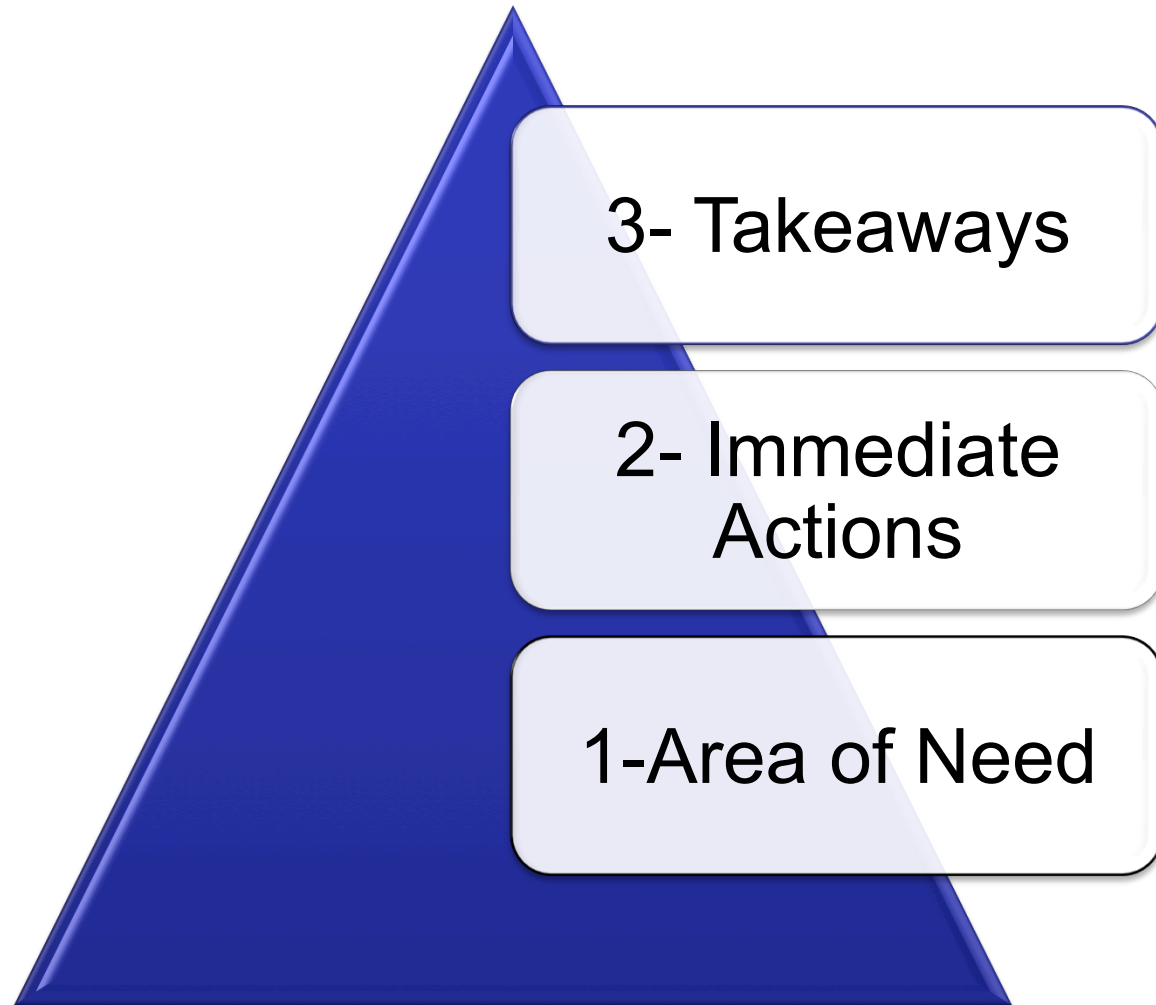 3- Takeaways
2- Immediate
Actions
1-Area of Need